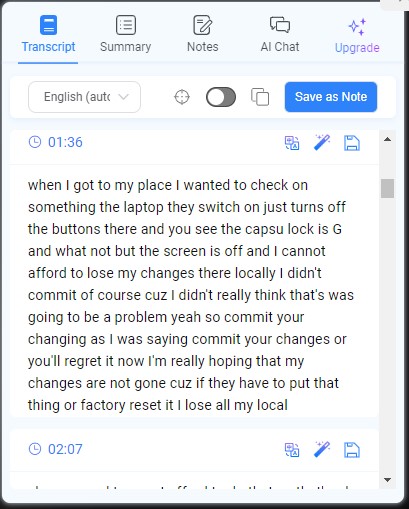 Transcript Summary Notes AI Chat Upgrade
English (autc Save as Note
01:36
when I got to my place I wanted to check on
something the laptop they switch on just turns off
the buttons there and you see the capsu lock is G
and what not but the screen is off and I cannot
afford to lose my changes there locally I didn't
commit of course cuz I didn't really think that's was
going to be a problem yeah so commit your
changing as I was saying commit your changes or
you'll regret it now I'm really hoping that my
changes are not gone cuz if they have to put that
thing or factory reset it I lose all my local
02:07